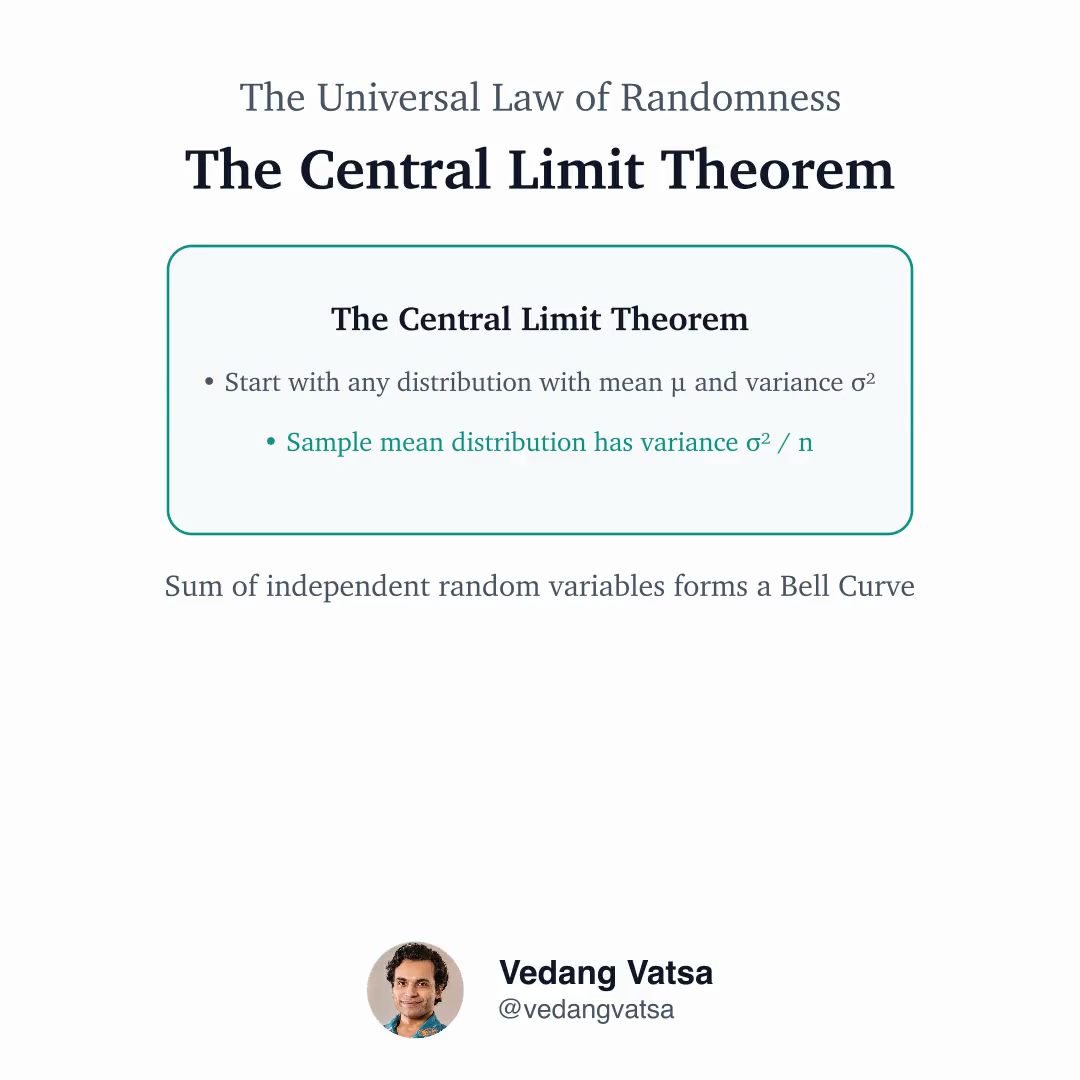 The Universal Law of Randomness
The Central Limit Theorem
The Central Limit Theorem
• Start with any distribution with mean μ and variance σ²
• Sample mean distribution has variance σ² / n
Sum of independent random variables forms a Bell Curve
Vedang Vatsa
@vedangvatsa